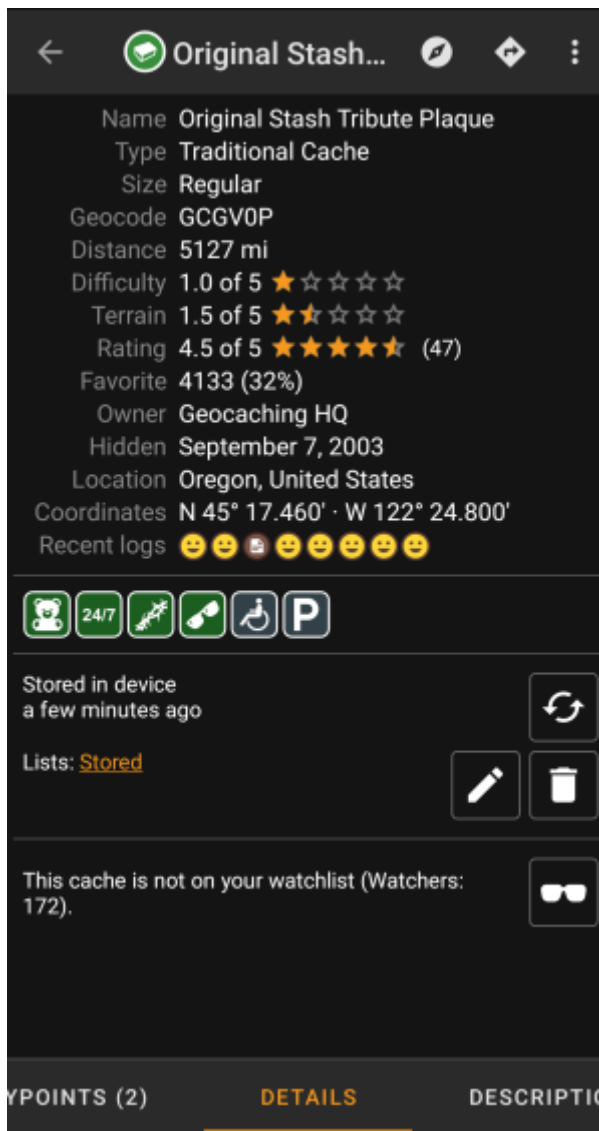 Original Stash...
Name Original Stash Tribute Plaque
Type Traditional Cache
Size Regular
Geocode GCGV0P
Distance 5127 mi
Difficulty 1.0 of 5
Terrain 1.5 of 5
Rating 4.5 of 5 (47)
Favorite 4133 (32%)
Owner Geocaching HQ
Hidden September 7, 2003
Location Oregon, United States
Coordinates N 45° 17.460' · W 122° 24.800'
Recent logs
24/7 P
Stored in device
a few minutes ago
Lists: Stored
This cache is not on your watchlist (Watchers:
172).
YPOINTS (2) DETAILS DESCRIPTIO